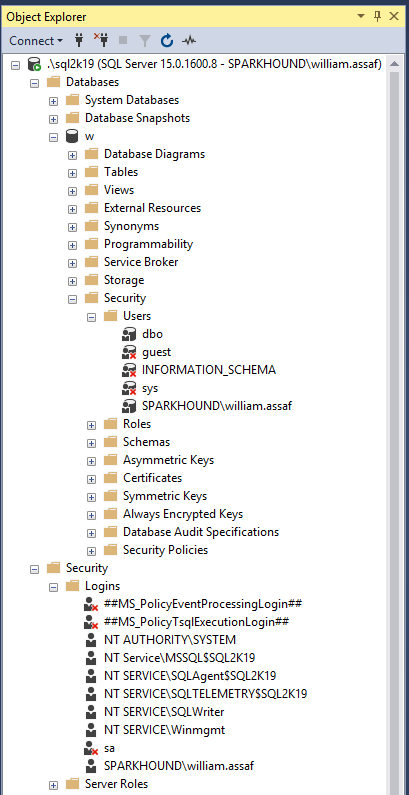 Object Explorer
Connect
.\sql2k19 (SQL Server 15.0.1600.8 - SPARKHOUND\william.assaf)
Databases
System Databases
Database Snapshots
w
Database Diagrams
Tables
Views
External Resources
Synonyms
Programmability
Service Broker
Storage
Security
Users
dbo
guest
INFORMATION_SCHEMA
sys
SPARKHOUND\william.assaf
Roles
Schemas
Asymmetric Keys
Certificates
Symmetric Keys
Always Encrypted Keys
Database Audit Specifications
Security Policies
Security
Logins
##MS_PolicyEventProcessingLogin##
##MS_PolicyTsqlExecutionLogin##
NT AUTHORITY\SYSTEM
NT Service\MSSQL$SQL2K19
NT SERVICE\SQLAgent$SQL2K19
NT SERVICE\SQLTELEMETRY$SQL2K19
NT SERVICE\SQLWriter
NT SERVICE\Winmgmt
sa
SPARKHOUND\william.assaf
Server Roles